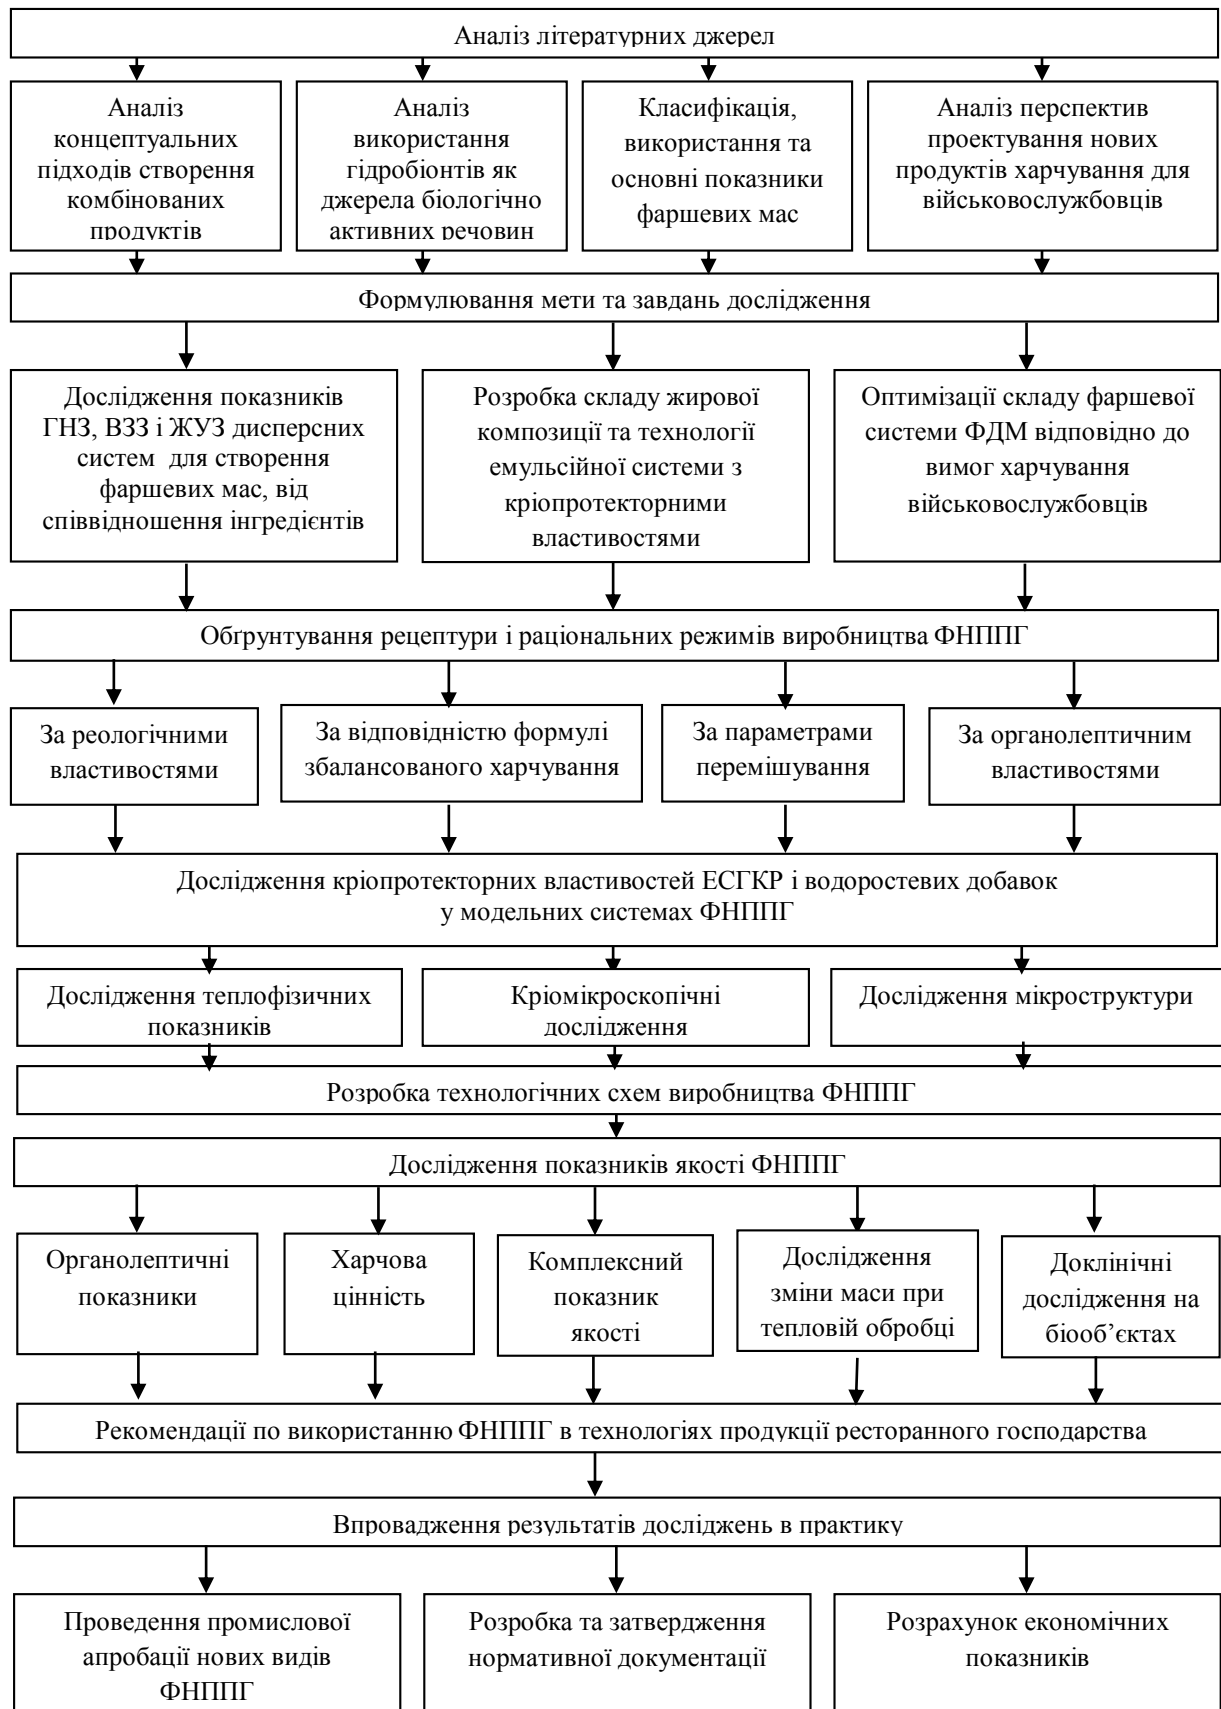 Аналіз літературних джерел
Аналіз
концептуальних
підходів створення
комбінованих
продуктів
Аналіз
використання
гідробіонтів як
джерела біологічно
активних речовин
Класифікація,
використання та
основні показники
фаршевих мас
Аналіз перспектив
проектування нових
продуктів харчування для
військовослужбовців
Формулювання мети та завдань дослідження
Дослідження показників
ГНЗ, ВЗЗ і ЖУЗ дисперсних
систем для створення
фаршевих мас, від
співвідношення інгредієнтів
Розробка складу жирової
композиції та технології
емульсійної системи з
кріопротекторними
властивостями
Оптимізації складу фаршевої
системи ФДМ відповідно до
вимог харчування
військовослужбовців
Обґрунтування рецептури і раціональних режимів виробництва ФНППГ
За реологічними
властивостями
За відповідністю формулі
збалансованого харчування
За параметрами
перемішування
За органолептичним
властивостями
Дослідження кріопротекторних властивостей ЕСГКР і водоростевих добавок
у модельних системах ФНППГ
Дослідження теплофізичних
показників
Кріомікроскопічні
дослідження
Дослідження мікроструктури
Розробка технологічних схем виробництва ФНППГ
Дослідження показників якості ФНППГ
Органолептичні
показники
Харчова
цінність
Комплексний
показник
якості
Дослідження
зміни маси при
тепловій обробці
Доклінічні
дослідження на
біооб’єктах
Рекомендації по використанню ФНППГ в технологіях продукції ресторанного господарства
Впровадження результатів досліджень в практику
Проведення промислової
апробації нових видів
ФНППГ
Розробка та затвердження
нормативної документації
Розрахунок економічних
показників